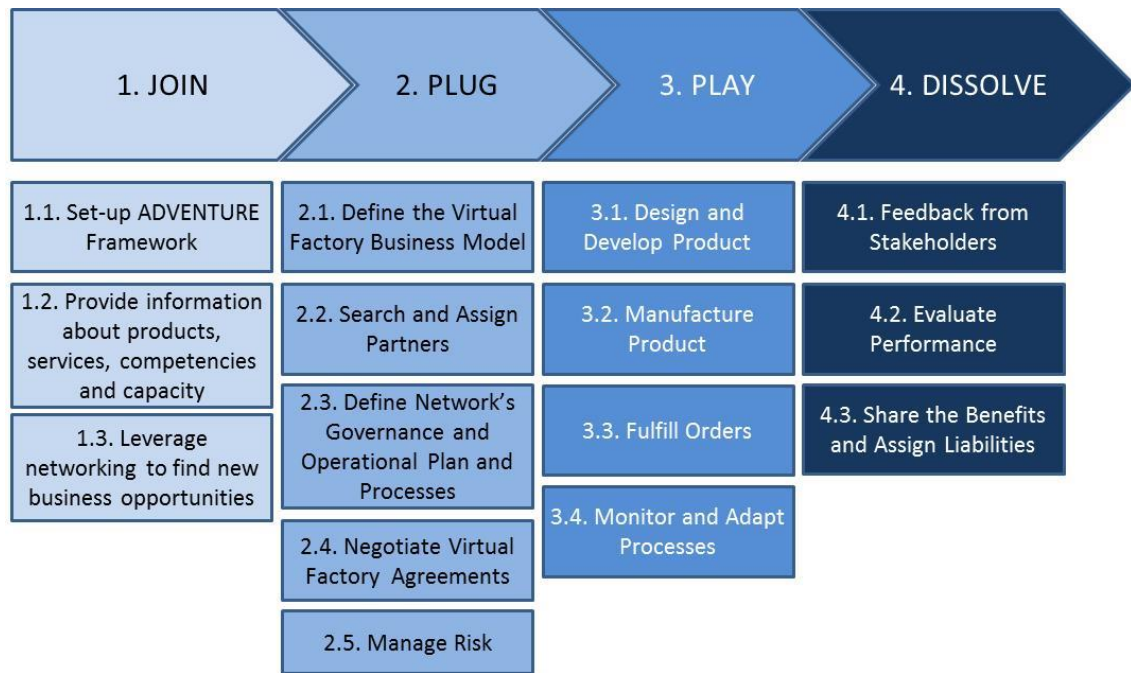 1. JOIN
2. PLUG
3. PLAY
4. DISSOLVE
1.1. Set-up ADVENTURE
Framework
1.2. Provide information
about products,
services, competencies
and capacity
1.3. Leverage
networking to find new
business opportunities
2.1. Define the Virtual
Factory Business Model
2.2. Search and Assign
Partners
2.3. Define Network’s
Governance and
Operational Plan and
Processes
2.4. Negotiate Virtual
Factory Agreements
2.5. Manage Risk
3.1. Design and
Develop Product
3.2. Manufacture
Product
3.3. Fulfill Orders
3.4. Monitor and Adapt
Processes
4.1. Feedback from
Stakeholders
4.2. Evaluate
Performance
4.3. Share the Benefits
and Assign Liabilities